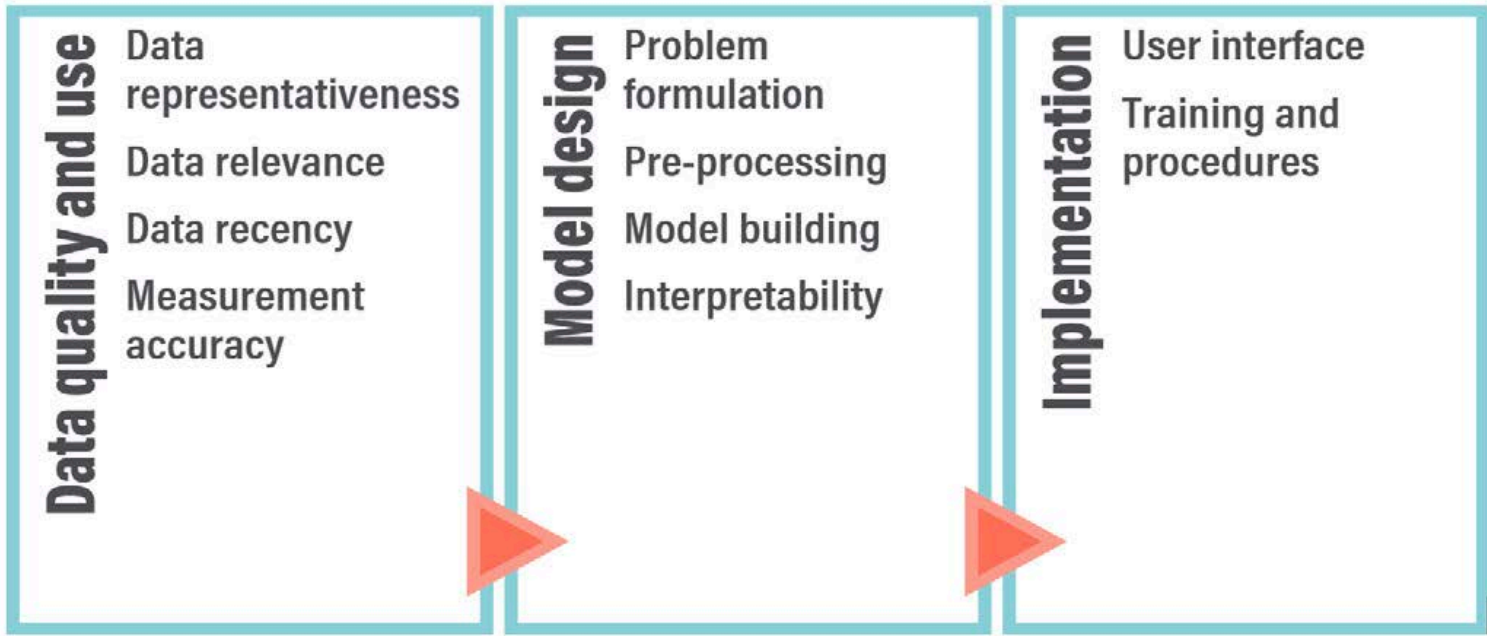 Data quality and use
Data
representativeness
Data relevance
Data recency
Measurement
accuracy
Model design
Problem
formulation
Pre-processing
Model building
Interpretability
Implementation
User interface
Training and
procedures